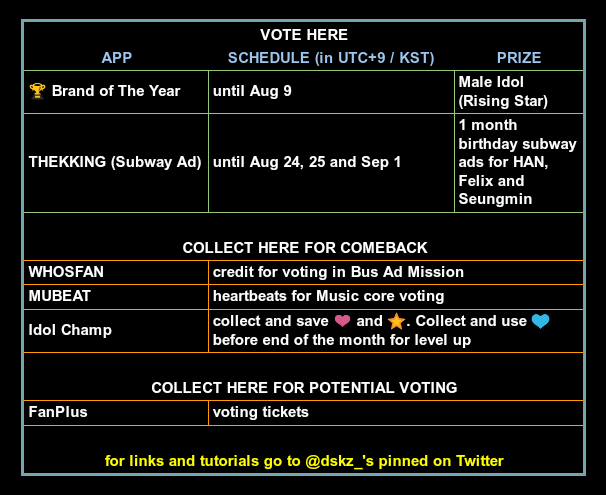 VOTE HERE
APP SCHEDULE (in UTC+9 / KST) PRIZE
🏆 Brand of The Year until Aug 9 Male Idol
(Rising Star)
THEKKING (Subway Ad) until Aug 24, 25 and Sep 1 1 month
birthday subway
ads for HAN,
Felix and
Seungmin
COLLECT HERE FOR COMEBACK
WHOSFAN credit for voting in Bus Ad Mission
MUBEAT heartbeats for Music core voting
Idol Champ collect and save ❤ and ⭐. Collect and use 💙
before end of the month for level up
COLLECT HERE FOR POTENTIAL VOTING
FanPlus voting tickets
for links and tutorials go to @dskz_'s pinned on Twitter